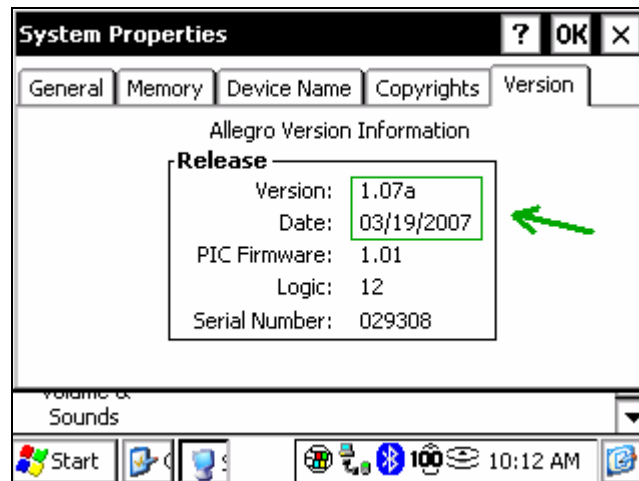 System Properties ? OK ×
General Memory Device Name Copyrights Version
Allegro Version Information
Release
Version: 1.07a
Date: 03/19/2007
PIC Firmware: 1.01
Logic: 12
Serial Number: 029308
Volume &
Sounds
Start 100 10:12 AM